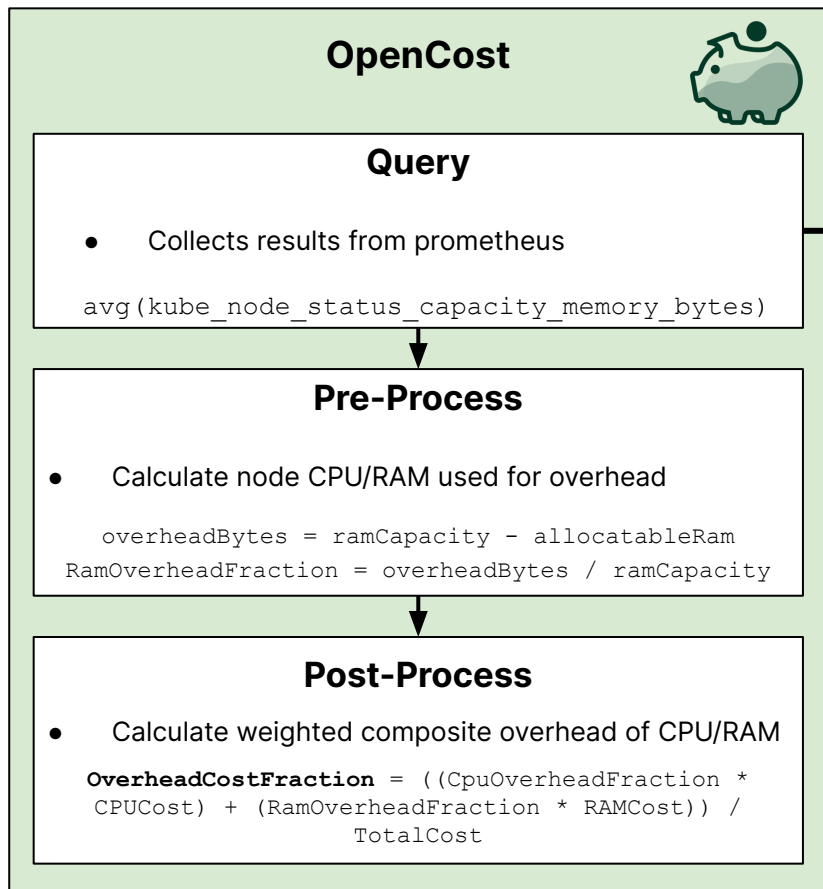 OpenCost
Query
● Collects results from prometheus
avg(kube_node_status_capacity_memory_bytes)
Pre-Process
● Calculate node CPU/RAM used for overhead
overheadBytes = ramCapacity - allocatableRam
RamOverheadFraction = overheadBytes / ramCapacity
Post-Process
● Calculate weighted composite overhead of CPU/RAM
OverheadCostFraction = ((CpuOverheadFraction *
CPUCost) + (RamOverheadFraction * RAMCost)) /
TotalCost